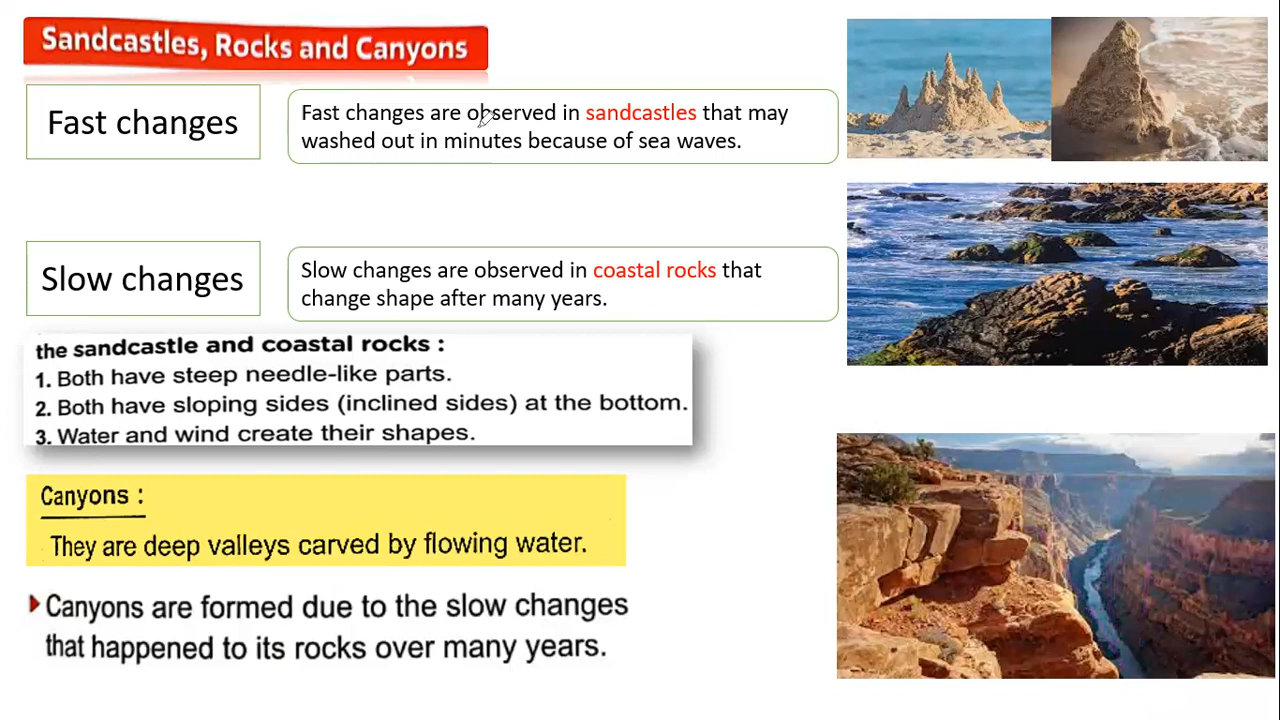 Sandcastles, Rocks and Canyons
Fast changes
Fast changes are observed in sandcastles that may
washed out in minutes because of sea waves.
Slow changes
Slow changes are observed in coastal rocks that
change shape after many years.
the sandcastle and coastal rocks :
1. Both have steep needle-like parts.
2. Both have sloping sides (inclined sides) at the bottom.
3. Water and wind create their shapes.
Canyons :
They are deep valleys carved by flowing water.
Canyons are formed due to the slow changes
that happened to its rocks over many years.